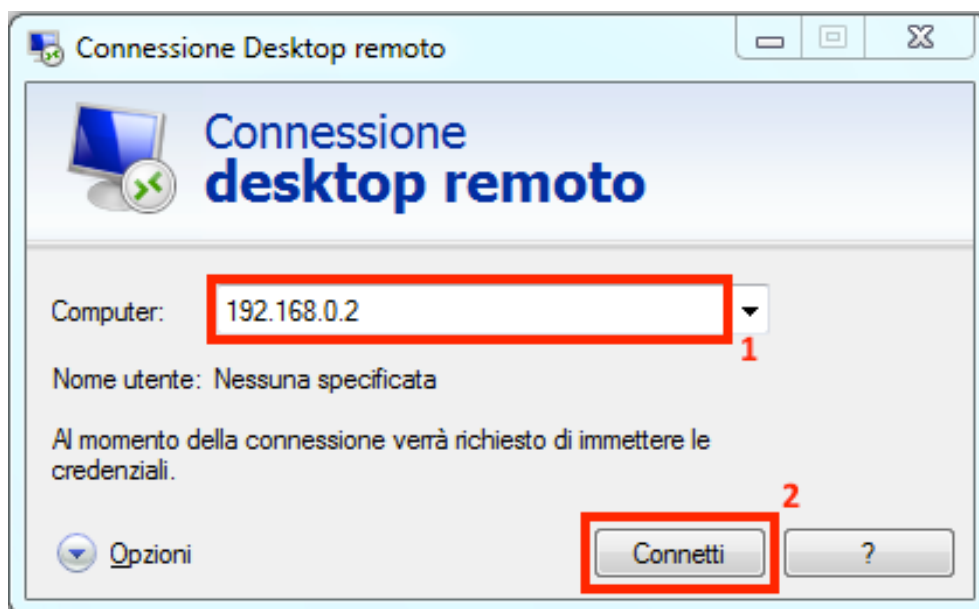 Connessione Desktop remoto
Connessione
desktop remoto
Computer: 192.168.0.2
1
Nome utente: Nessuna specificata
Al momento della connessione verrà richiesto di immettere le
credenziali.
2
Opzioni Connetti ?